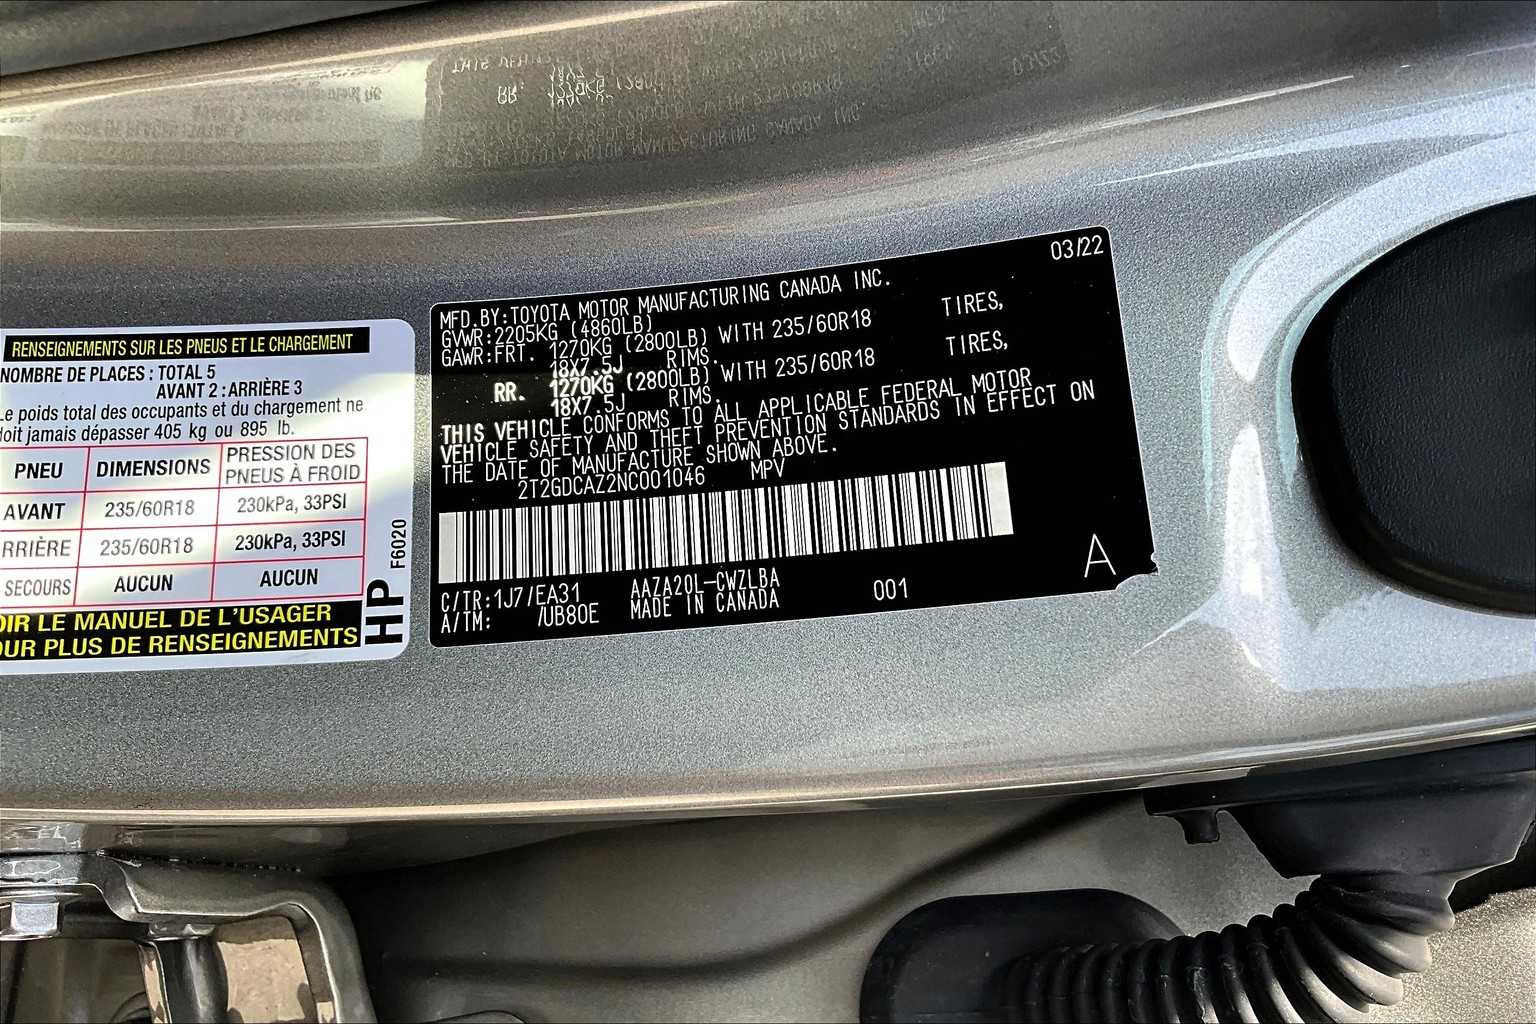 RENSEIGNEMENTS SUR LES PNEUS ET LE CHARGEMENT
NOMBRE DE PLACES : TOTAL 5
AVANT 2 : ARRIÈRE 3
Le poids total des occupants et du chargement ne
doit jamais dépasser 405 kg ou 895 lb.
PNEU DIMENSIONS PRESSION DES PNEUS À FROID
AVANT 235/60R18 230kPa, 33PSI
RRIÈRE 235/60R18 230kPa, 33PSI
SECOURS AUCUN AUCUN
OIR LE MANUEL DE L'USAGER
OUR PLUS DE RENSEIGNEMENTS
HP F6020
03/22
MFD.BY:TOYOTA MOTOR MANUFACTURING CANADA INC.
GVWR:2205KG (4860LB)
GAWR:FRT. 1270KG (2800LB) WITH 235/60R18 TIRES,
18X7.5J RIMS.
RR. 1270KG (2800LB) WITH 235/60R18 TIRES,
18X7.5J RIMS.
THIS VEHICLE CONFORMS TO ALL APPLICABLE FEDERAL MOTOR
VEHICLE SAFETY AND THEFT PREVENTION STANDARDS IN EFFECT ON
THE DATE OF MANUFACTURE SHOWN ABOVE.
2T2GDCAZ2NC001046 MPV
C/TR:1J7/EA31 AAZA20L-CWZLBA 001 A
A/TM: /UB80E MADE IN CANADA